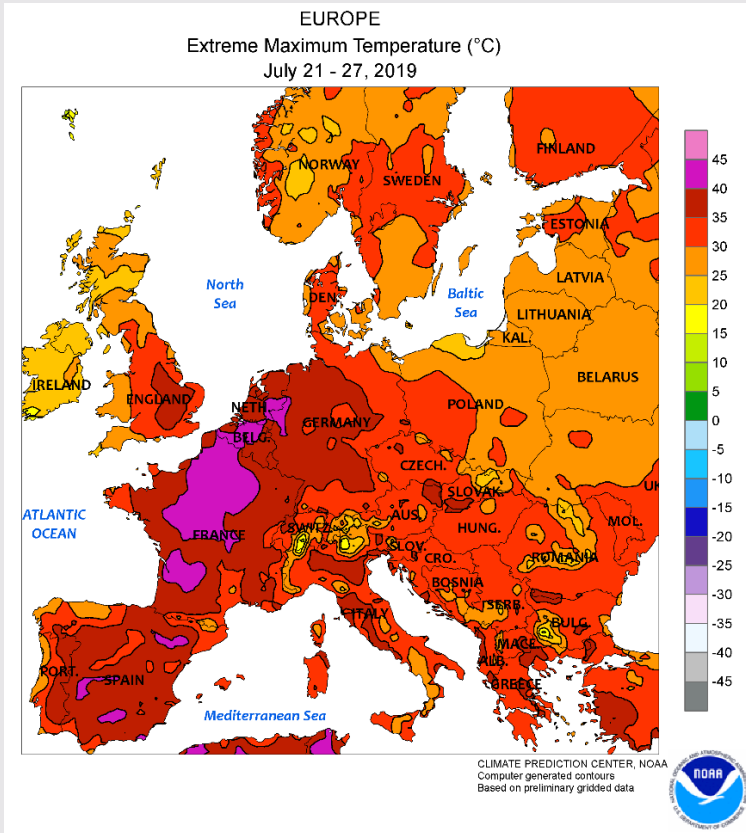 EUROPE
Extreme Maximum Temperature (°C)
July 21 - 27, 2019
FINLAND
NORWAY
SWEDEN
ESTONIA
LATVIA
North
Sea
DEN.
Baltic
Sea
LITHUANIA
KAL.
BELARUS
IRELAND
ENGLAND
NETH.
POLAND
GERMANY
BELG.
CZECH.
SLOVAK.
UK
ATLANTIC
OCEAN
FRANCE
SWITZ.
AUS.
HUNG.
MOL.
SLOV.
CRO.
ROMANIA
BOSNIA
SERB.
ITALY
BULG.
MACE.
ALB.
PORT.
SPAIN
GREECE
Mediterranean Sea
45
40
35
30
25
20
15
10
5
0
-5
-10
-15
-20
-25
-30
-35
-40
-45
CLIMATE PREDICTION CENTER, NOAA
Computer generated contours
Based on preliminary gridded data
NOAA